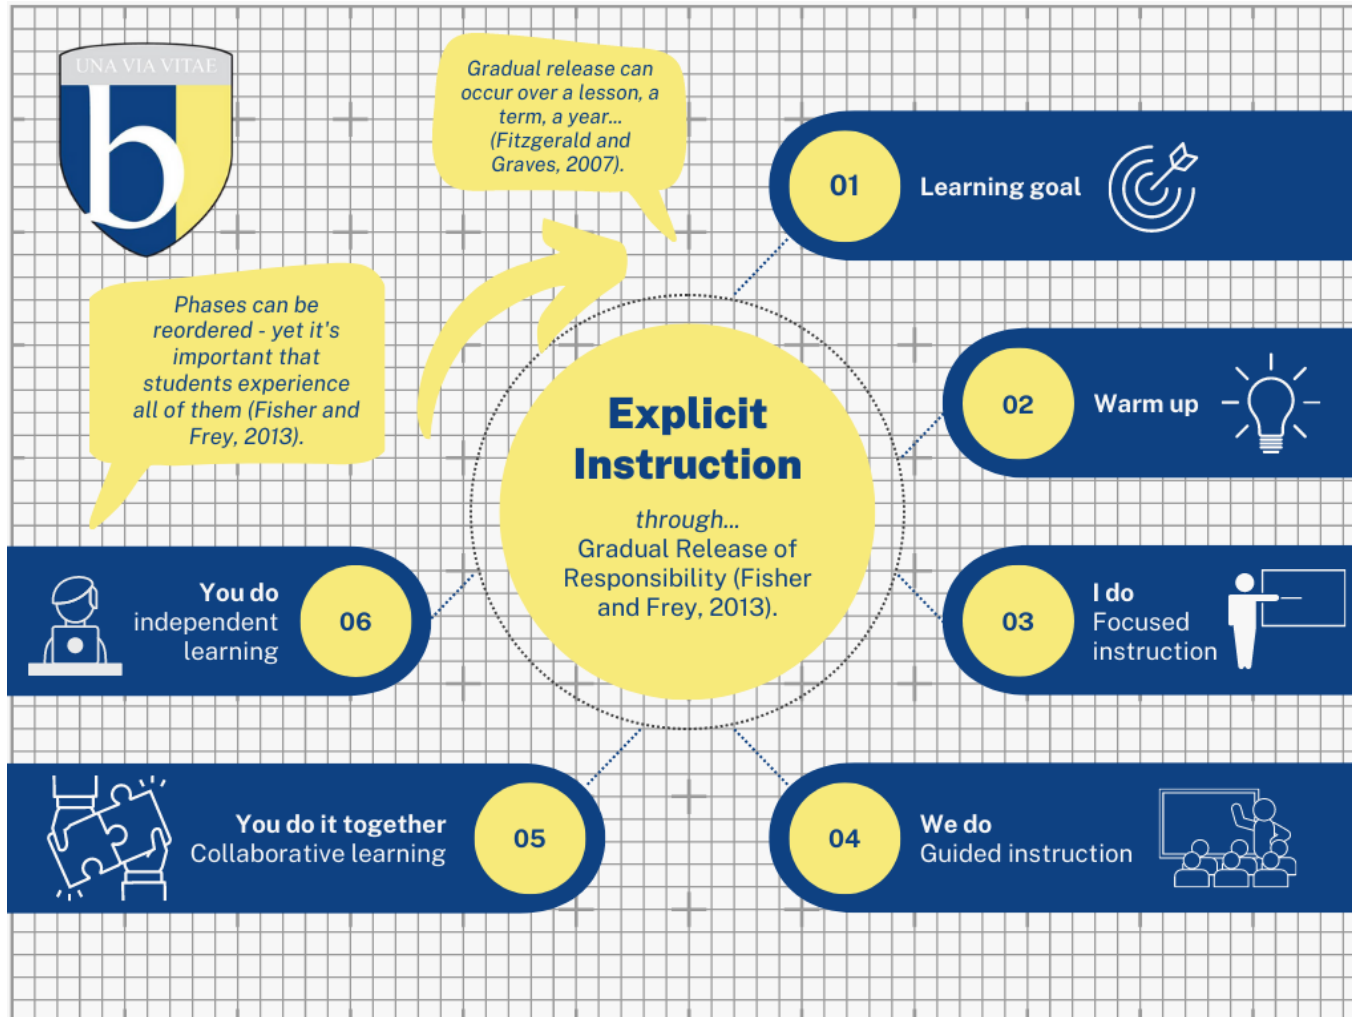 UNA VIA VITAE
b
Gradual release can
occur over a lesson, a
term, a year...
(Fitzgerald and
Graves, 2007).
01
Learning goal
Phases can be
reordered - yet it's
important that
students experience
all of them (Fisher and
Frey, 2013).
02
Warm up
Explicit
Instruction
through...
Gradual Release of
Responsibility (Fisher
and Frey, 2013).
03
I do
Focused
instruction
04
We do
Guided instruction
05
You do it together
Collaborative learning
06
You do
independent
learning